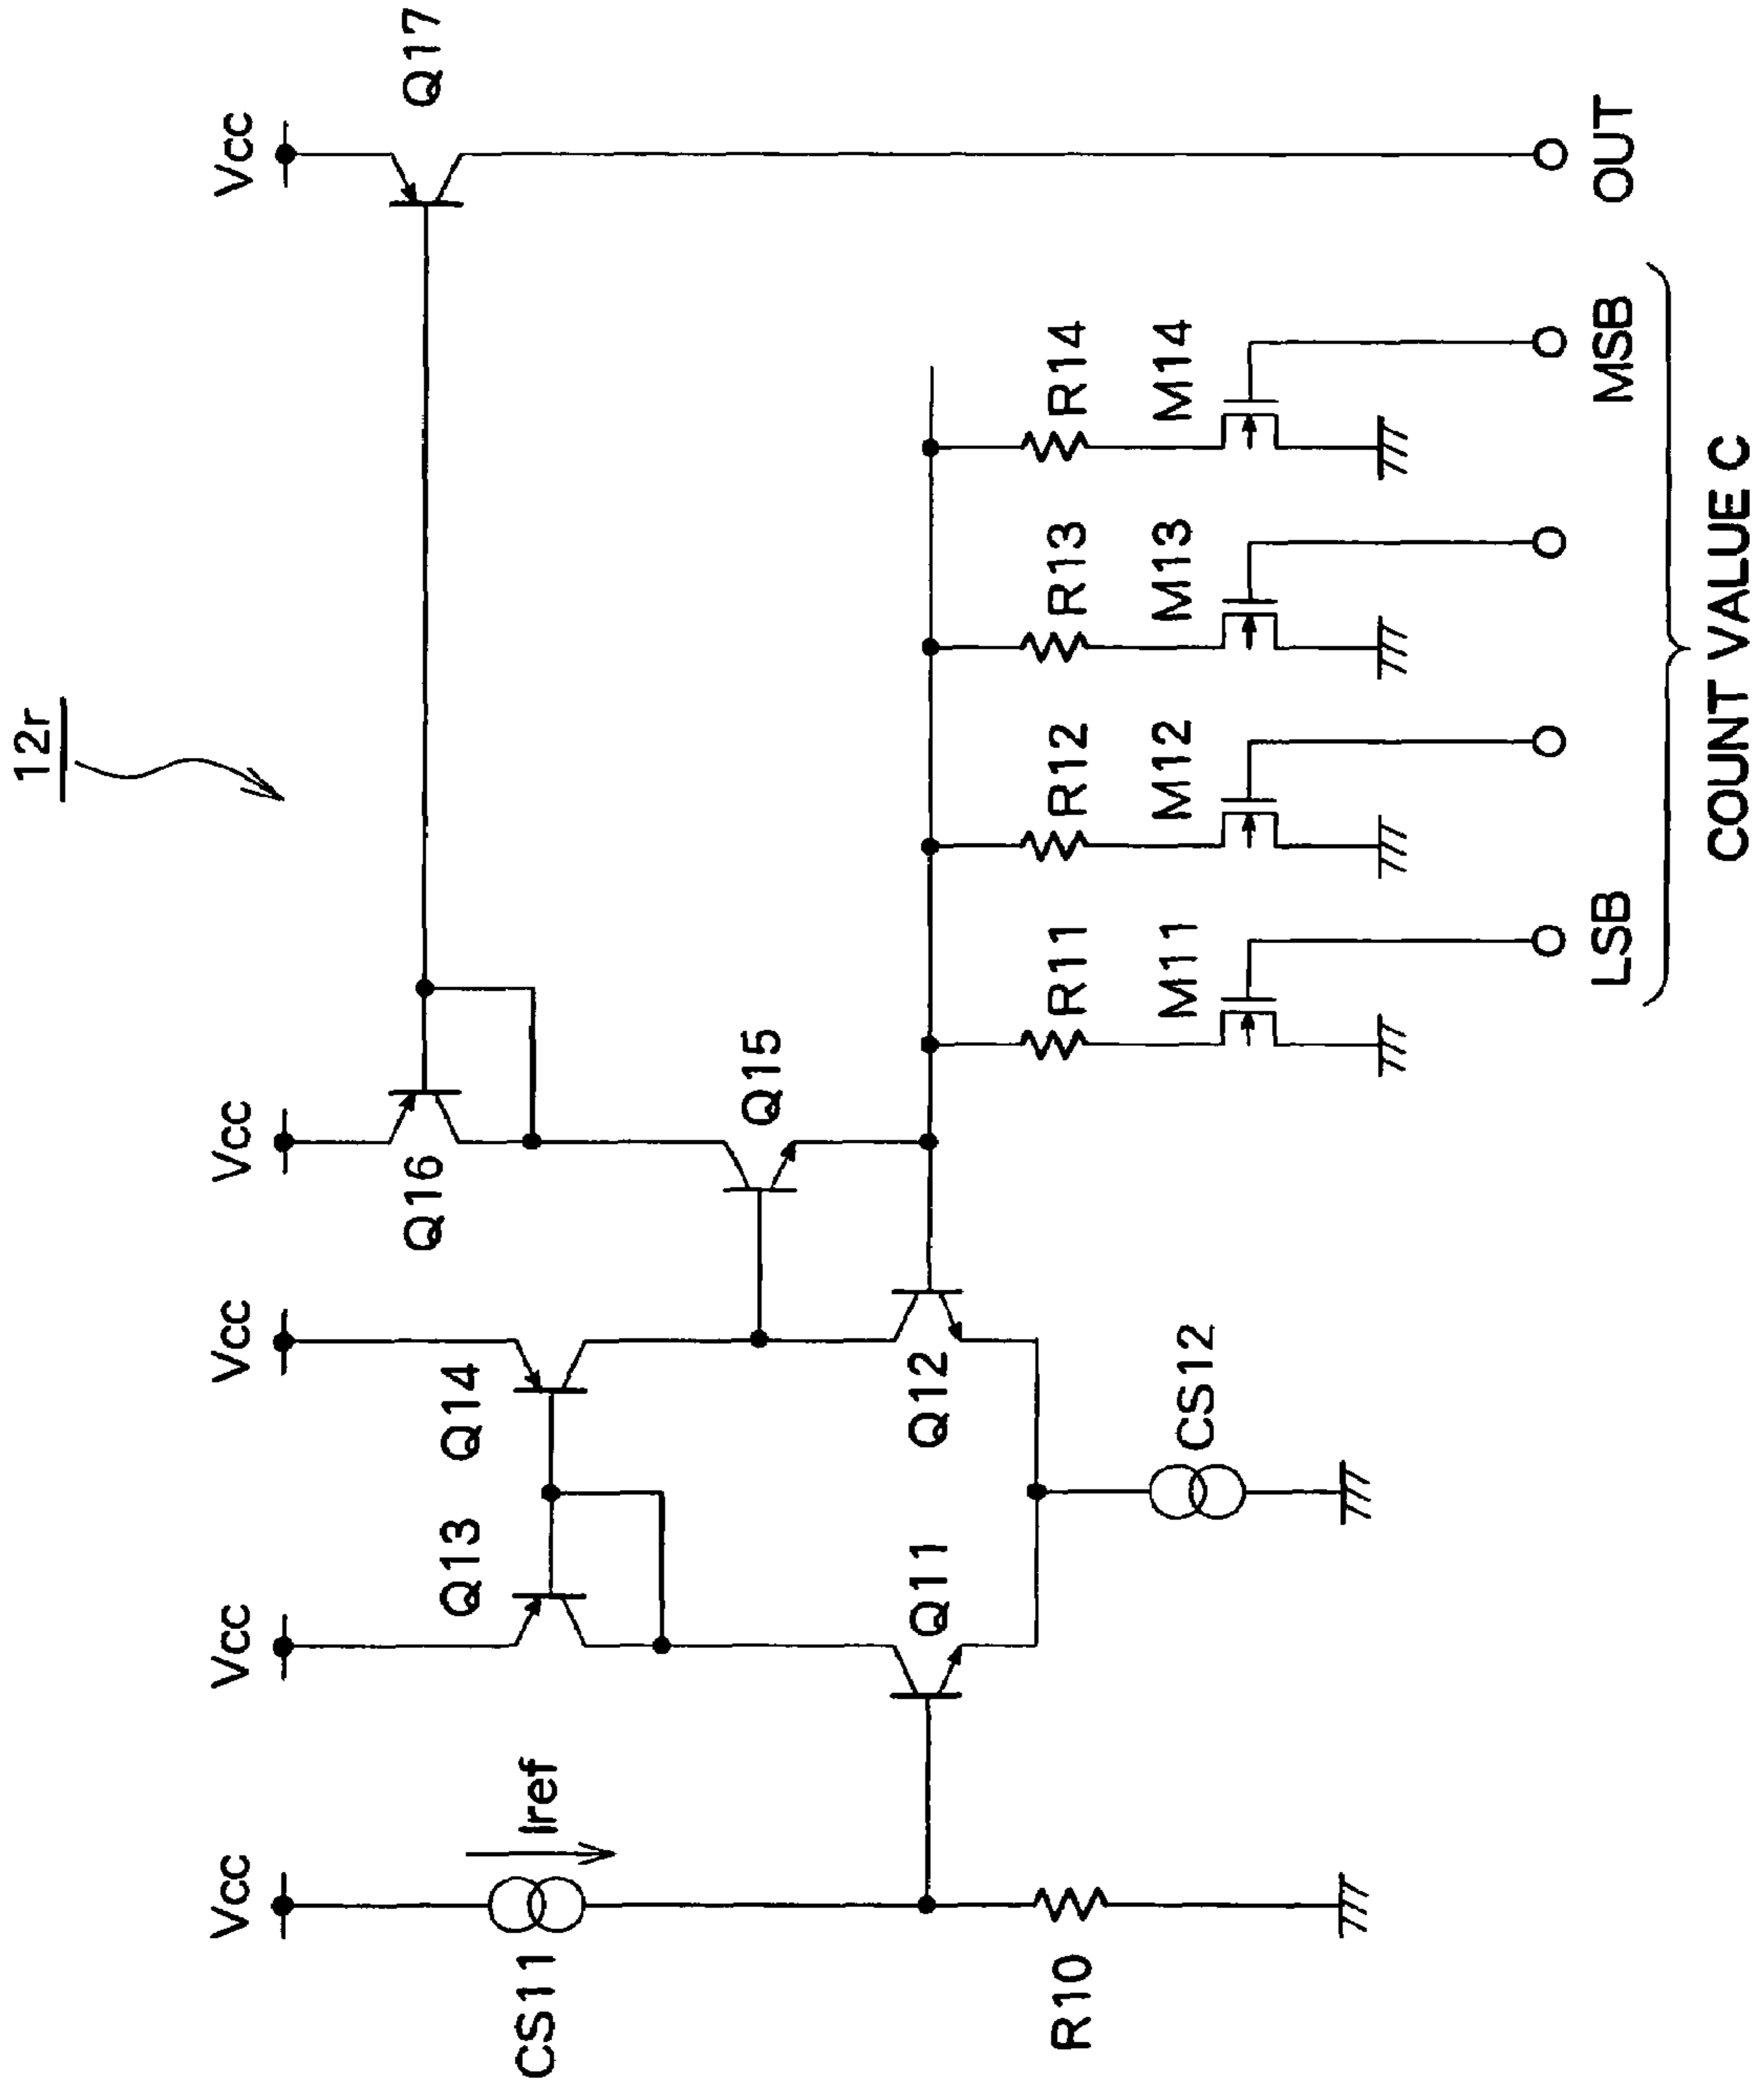 12r
Vcc
Vcc
Vcc
Vcc
Vcc
CS11
Iref
Q13
Q14
Q16
Q17
Q15
Q11
Q12
R10
CS12
R11
R12
R13
R14
M11
M12
M13
M14
LSB
MSB
OUT
COUNT VALUE C